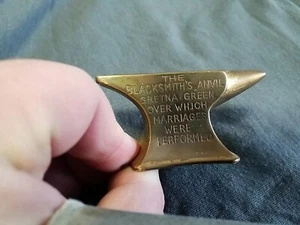 THE
BLACKSMITH'S ANVIL
GRETNA GREEN
OVER WHICH
MARRIAGES
WERE
PERFORMED